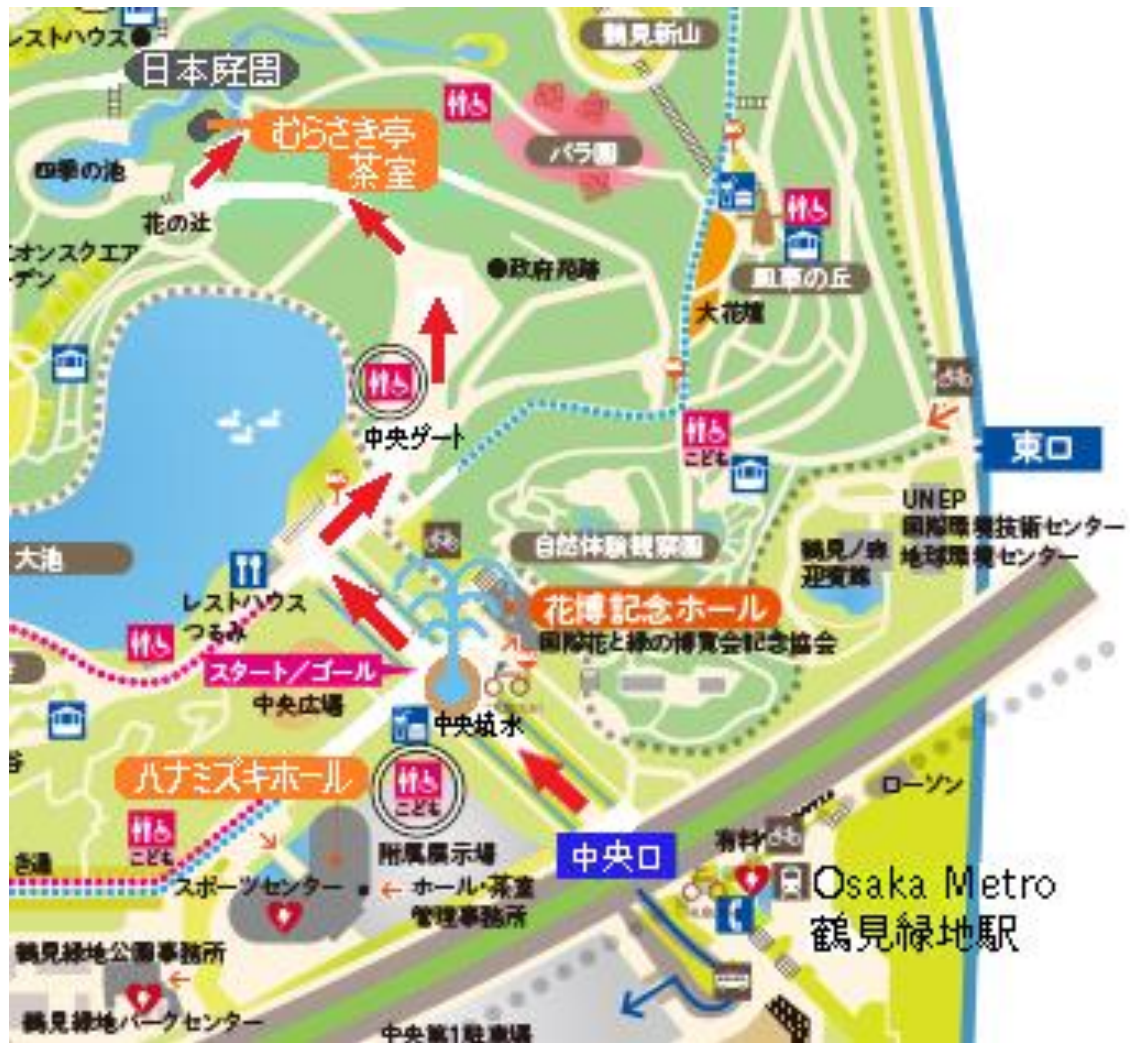 レストハウス●
鶴見新山
日本庭園
むらさき亭
茶室
バラ園
四季の池
花の辻
オンスクエア
デン
●政府苑跡
風車の丘
大花壇
中央ゲート
こども
東口
UNEP
国際環境技術センター
地球環境センター
鶴見ノ森
迎賓館
自然体験観察園
大池
レストハウス
つるみ
花博記念ホール
国際花と緑の博覧会記念協会
スタート/ゴール
中央広場
中央噴水
ハナミズキホール
こども
こども
附属展示場
中央口
ローソン
有料
スポーツセンター
ホール・茶室
管理事務所
Osaka Metro
鶴見緑地駅
鶴見緑地公園事務所
鶴見緑地パークセンター
中央第1駐車場